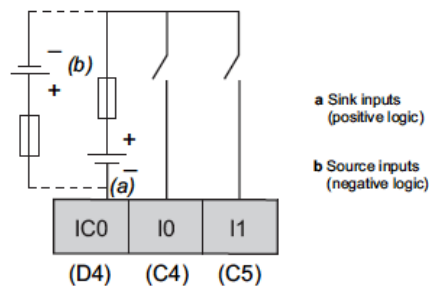 − (b)
+
+
−
(a)
a Sink inputs
(positive logic)
b Source inputs
(negative logic)
IC0 I0 I1
(D4) (C4) (C5)